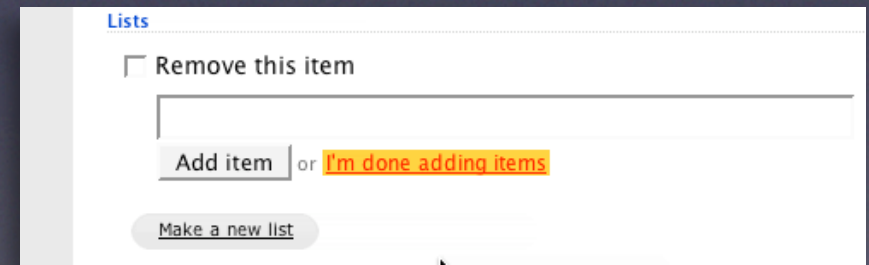 Lists
Remove this item
Add item or I'm done adding items
Make a new list